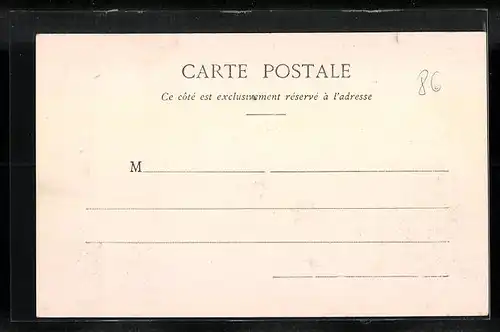 CARTE POSTALE
86
Ce côté est exclusivement réservé à l'adresse
M